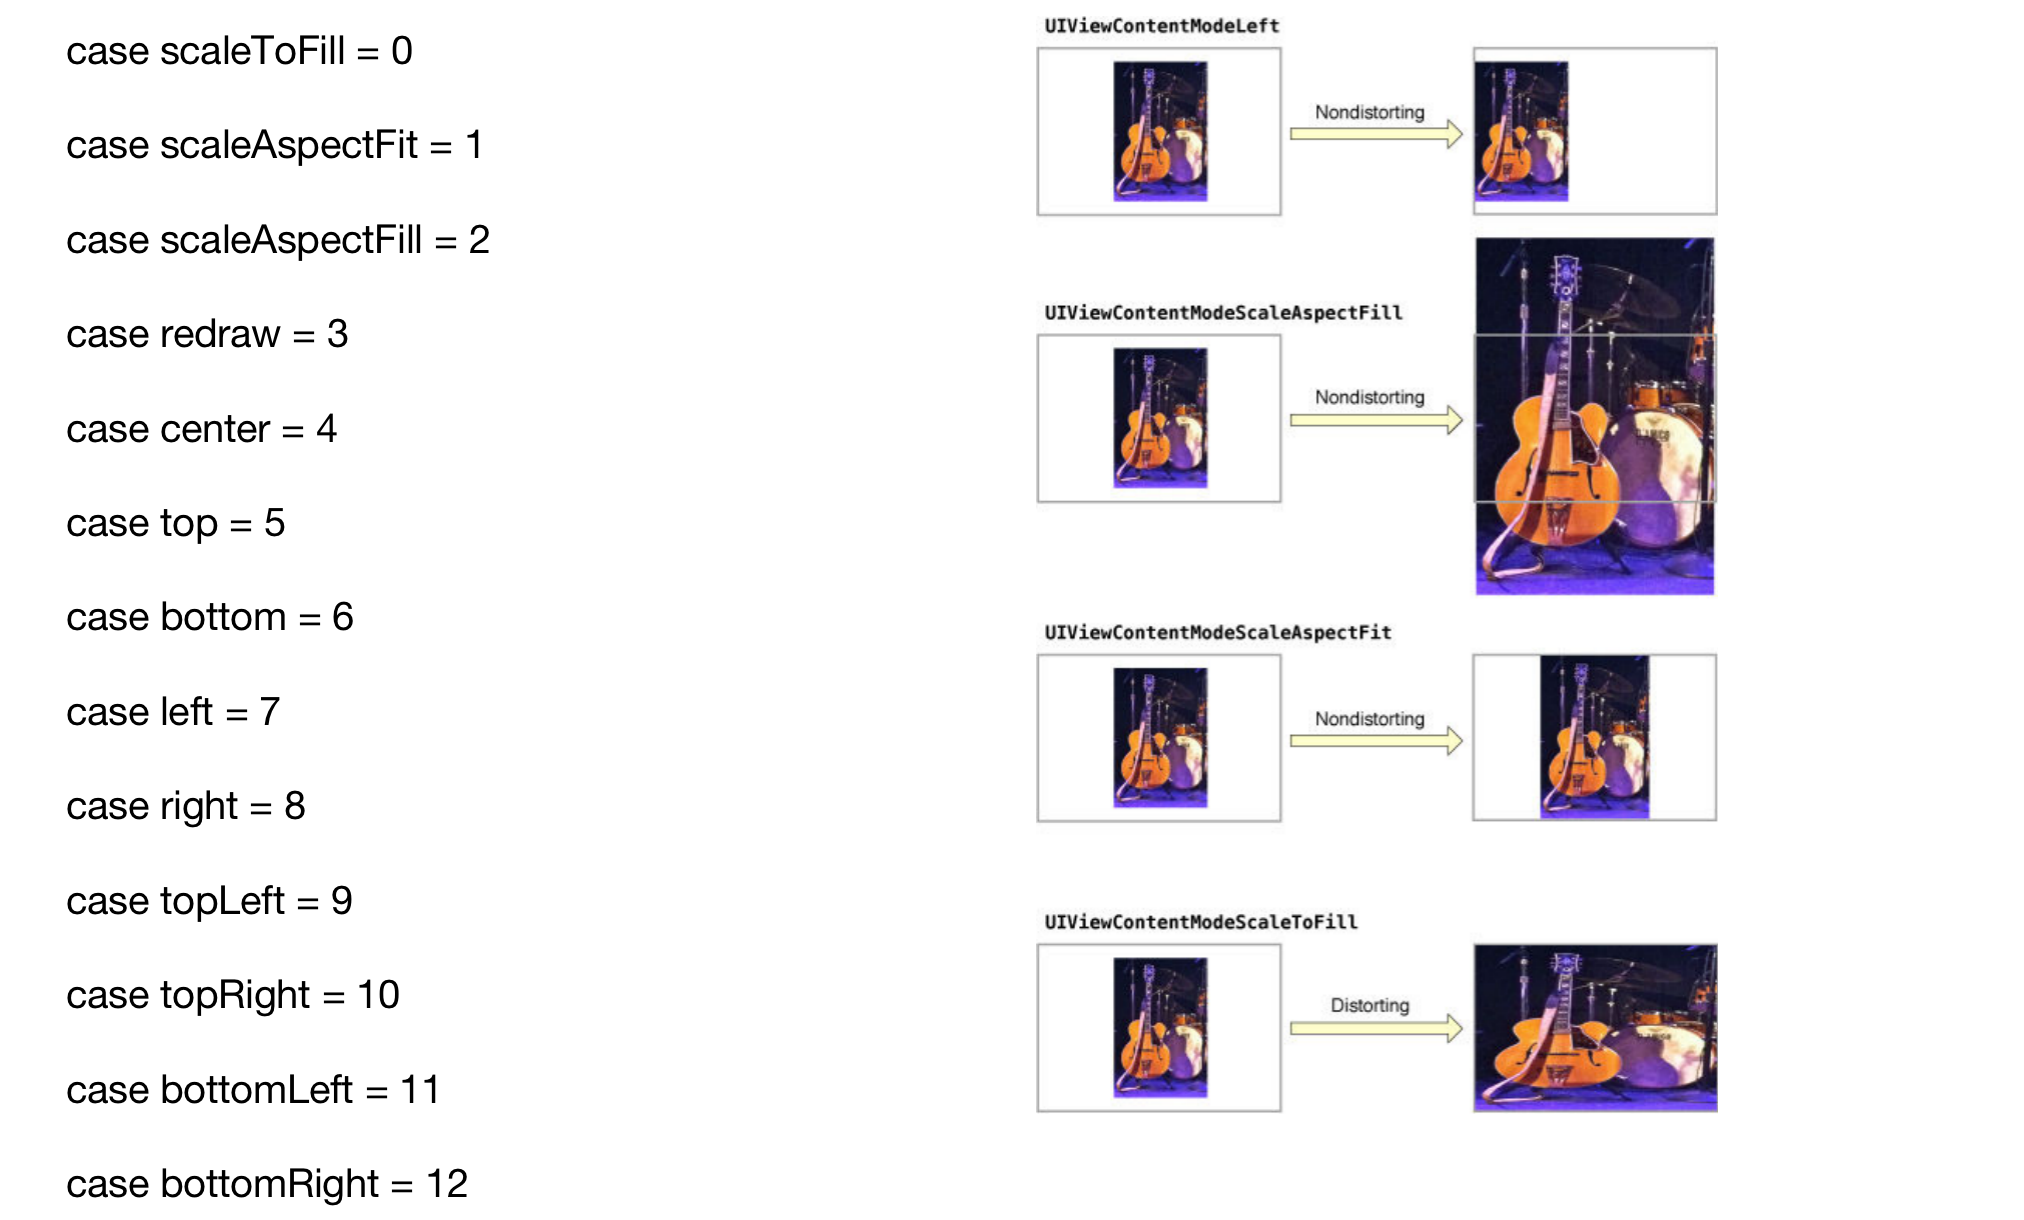 case scaleToFill = 0
case scaleAspectFit = 1
case scaleAspectFill = 2
case redraw = 3
case center = 4
case top = 5
case bottom = 6
case left = 7
case right = 8
case topLeft = 9
case topRight = 10
case bottomLeft = 11
case bottomRight = 12
UIViewContentModeLeft
Nondistorting
UIViewContentModeScaleAspectFill
Nondistorting
UIViewContentModeScaleAspectFit
Nondistorting
UIViewContentModeScaleToFill
Distorting